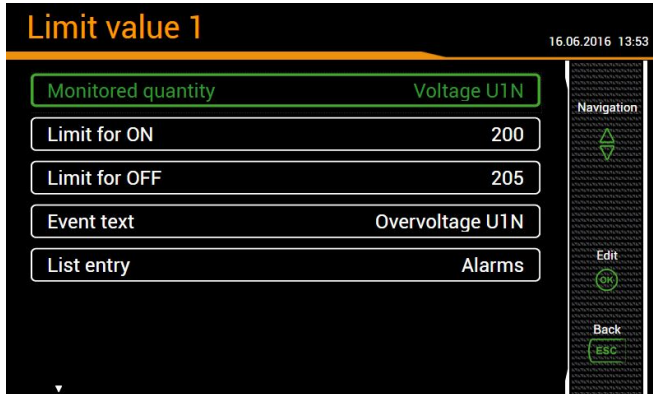 Limit value 1
16.06.2016 13:53
Monitored quantity Voltage U1N
Navigation
Limit for ON 200
Limit for OFF 205
Event text Overvoltage U1N
List entry Alarms
Edit
OK
Back
ESC